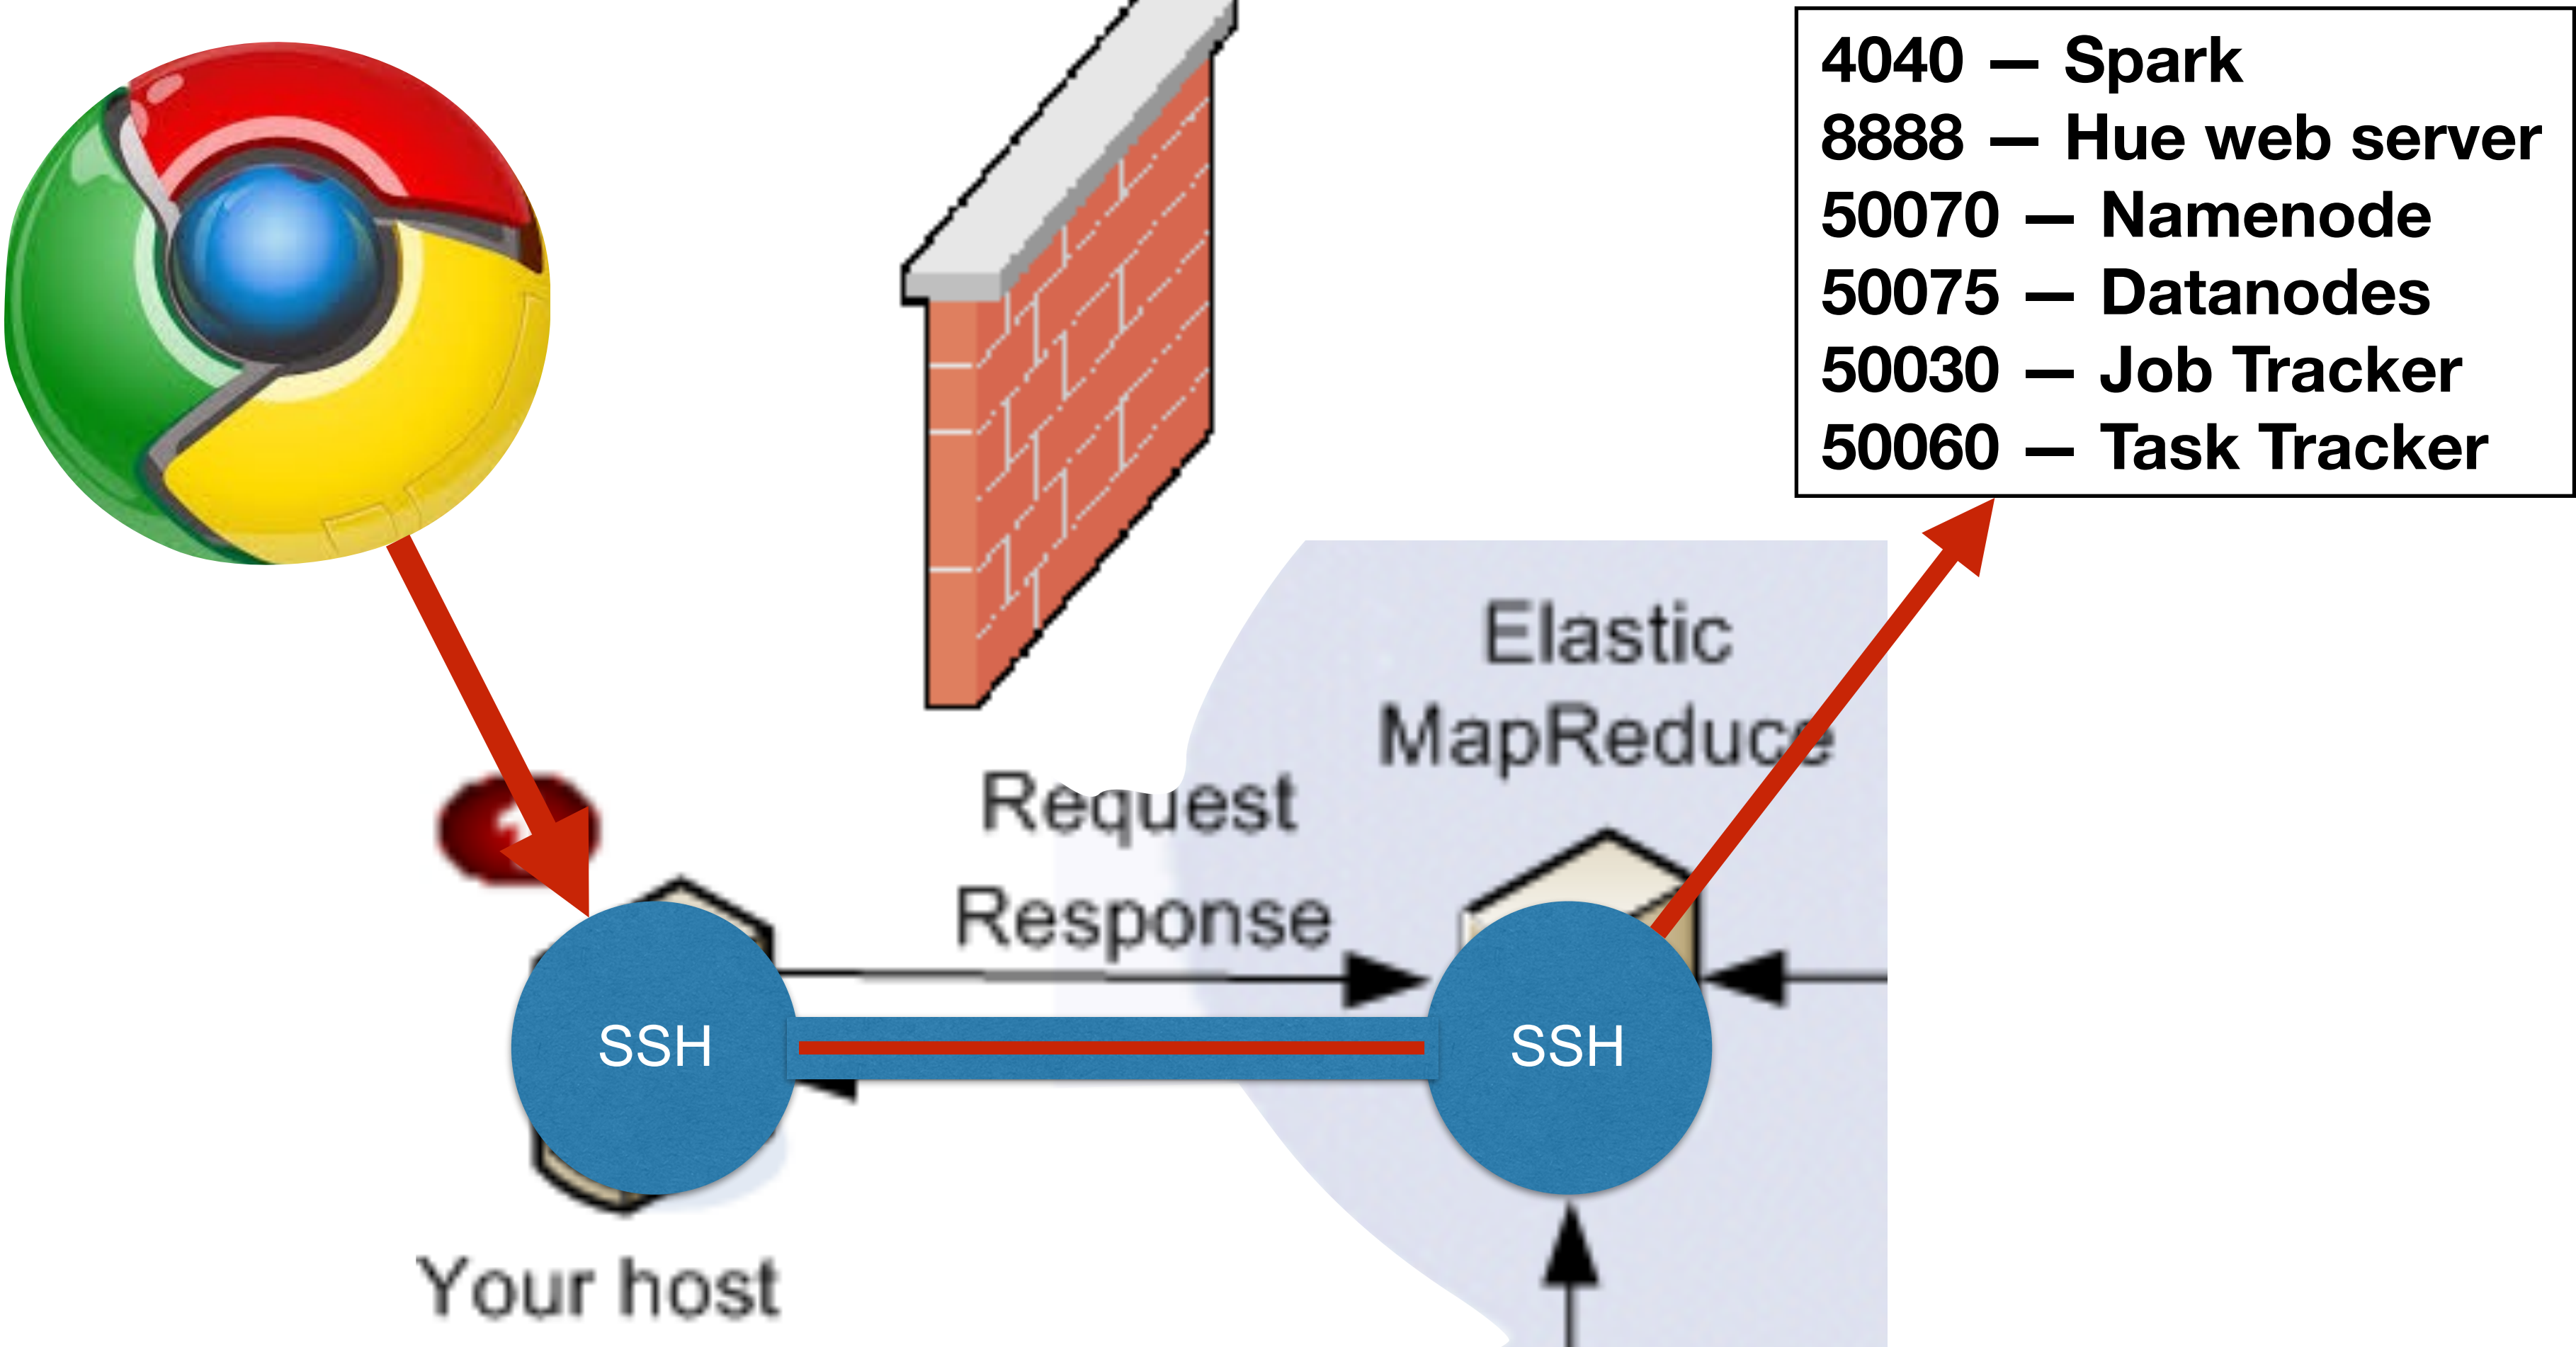 4040 — Spark
8888 — Hue web server
50070 — Namenode
50075 — Datanodes
50030 — Job Tracker
50060 — Task Tracker
Elastic
MapReduce
Request
Response
SSH
SSH
Your host